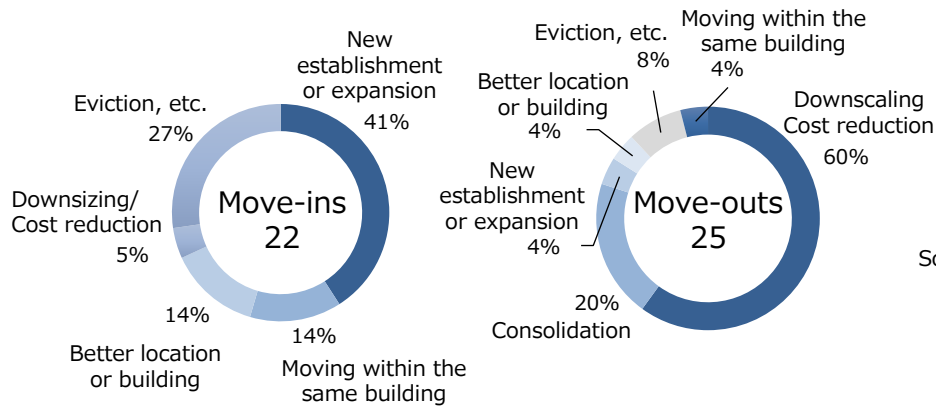 New
establishment
or expansion
41%
Eviction, etc.
27%
Downsizing/
Cost reduction
5%
Move-ins
22
14%
Better location
or building
14%
Moving within the
same building
Moving within the
same building
4%
Eviction, etc.
8%
Better location
or building
4%
Downscaling
Cost reduction
60%
New
establishment
or expansion
4%
Move-outs
25
20%
Consolidation